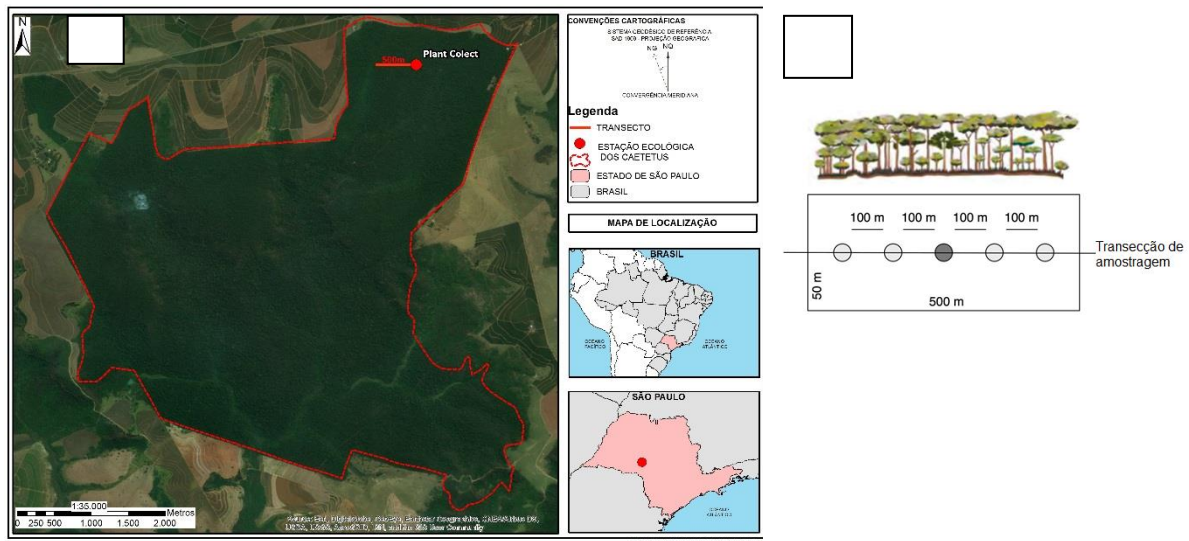 N
500m
Plant Colect
1:35.000
0 250 500 1.000 1.500 2.000
Metros
CONVENÇÕES CARTOGRÁFICAS
SISTEMA GEODÉSICO DE REFERÊNCIA
SAD 1969 - PROJEÇÃO GEOGRÁFICA
NG NQ
CONVERGÊNCIA MERIDIANA
Legenda
TRANSECTO
ESTAÇÃO ECOLÓGICA
DOS CAETETUS
ESTADO DE SÃO PAULO
BRASIL
MAPA DE LOCALIZAÇÃO
BRASIL
OCEANO
PACÍFICO
OCEANO
ATLÂNTICO
SÃO PAULO
OCEANO
ATLÂNTICO
100 m 100 m 100 m 100 m
Transecção de
amostragem
50 m
500 m